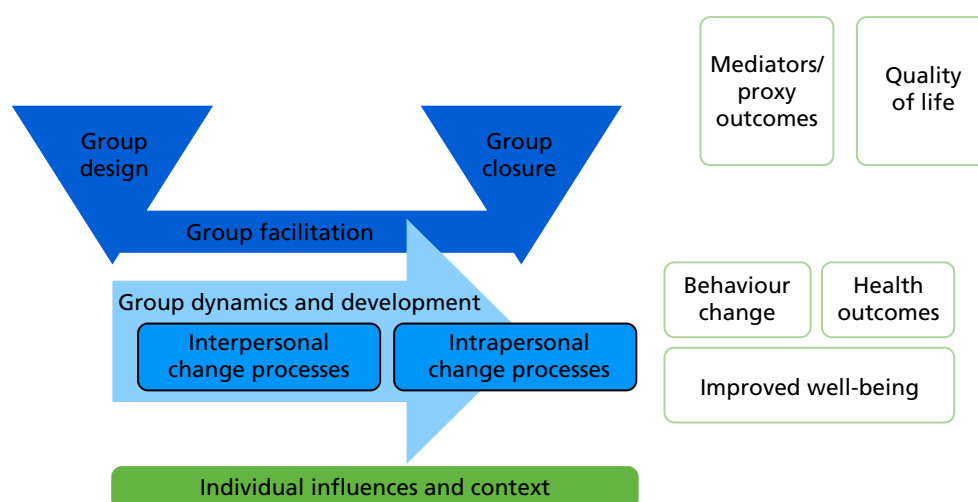 Mediators/
proxy
outcomes
Quality
of life
Group
design
Group
closure
Group facilitation
Group dynamics and development
Interpersonal
change processes
Intrapersonal
change processes
Behaviour
change
Health
outcomes
Improved well-being
Individual influences and context